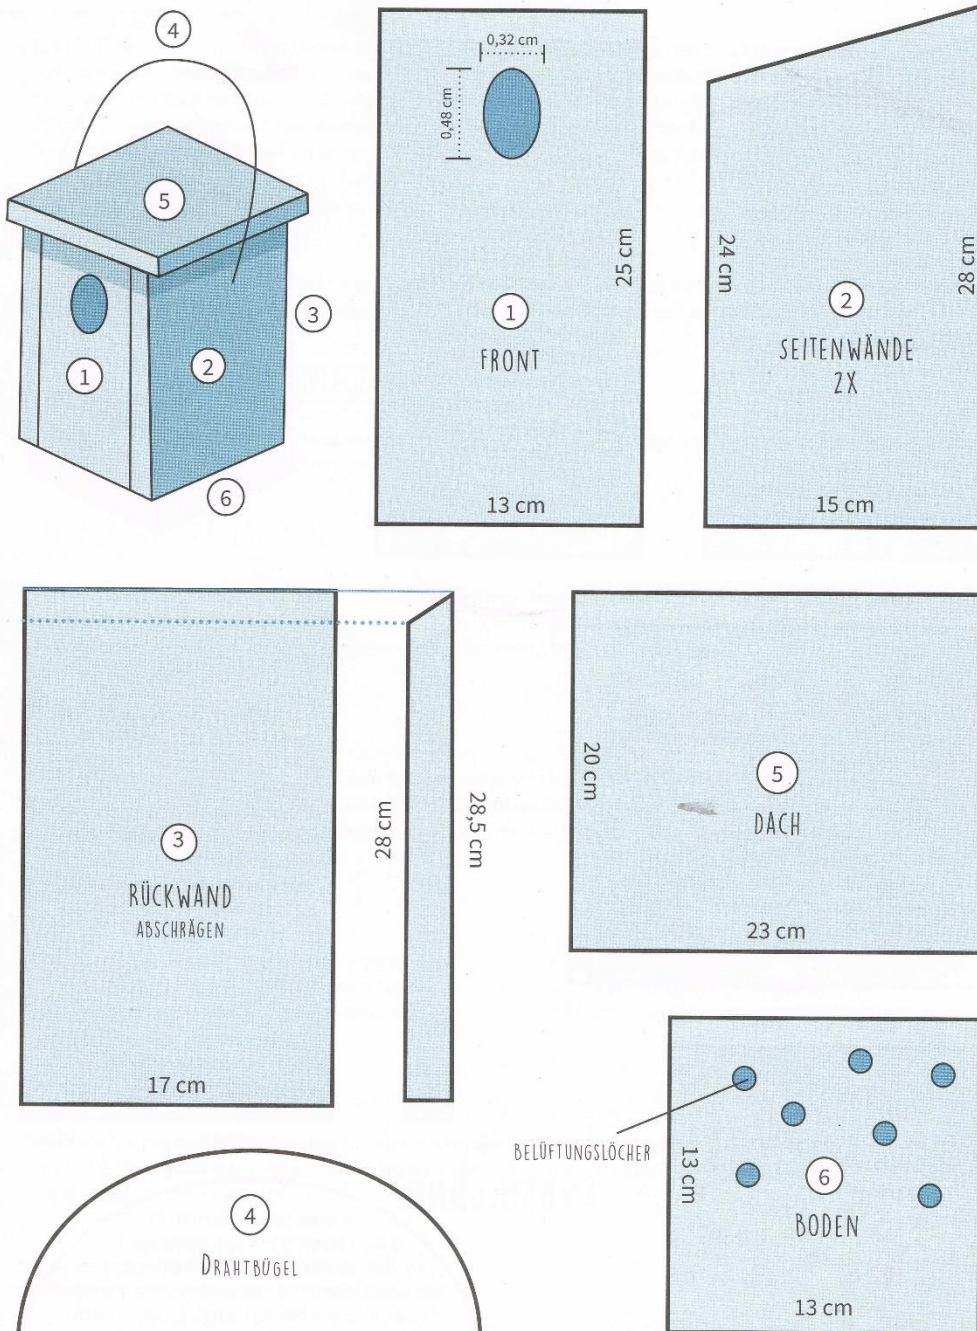 4
5
3
1
2
6
0,32 cm
0,48 cm
25 cm
1
FRONT
13 cm
24 cm
28 cm
2
SEITENWÄNDE
2X
15 cm
3
RÜCKWAND
ABSCHRÄGEN
17 cm
28 cm
28,5 cm
20 cm
5
DACH
23 cm
BELÜFTUNGSLÖCHER
13 cm
6
BODEN
13 cm
4
DRAHTBÜGEL